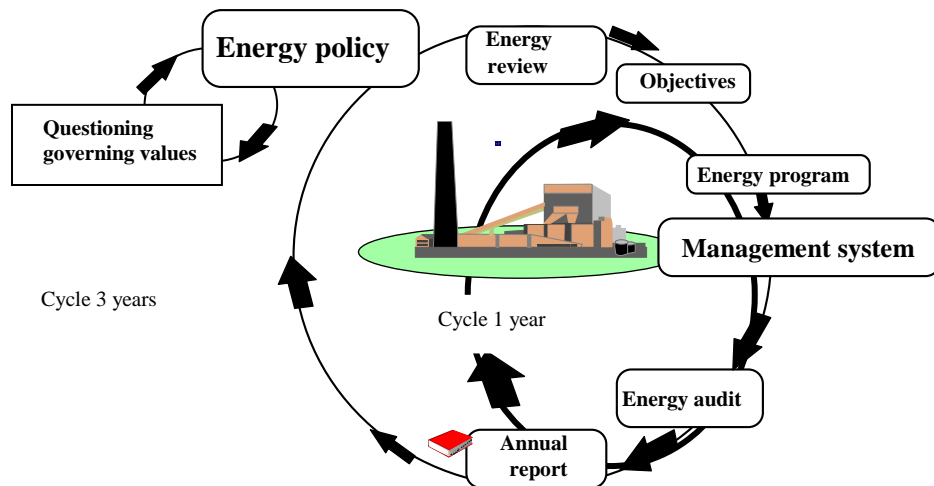 Energy policy
Energy
review
Objectives
Questioning
governing values
Energy program
Management system
Cycle 3 years
Cycle 1 year
Energy audit
Annual
report